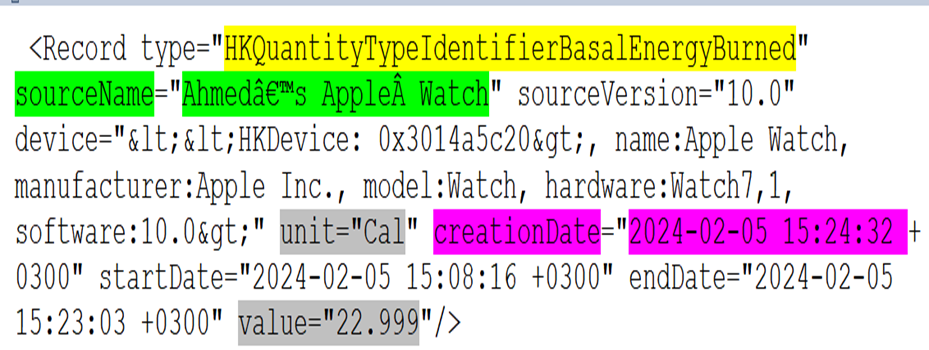 <Record type="HKQuantityTypeIdentifierBasalEnergyBurned"
sourceName="Ahmedâ€™s AppleÂ Watch" sourceVersion="10.0"
device="&lt;&lt;HKDevice: 0x3014a5c20&gt;, name:Apple Watch,
manufacturer:Apple Inc., model:Watch, hardware:Watch7,1,
software:10.0&gt;" unit="Cal" creationDate="2024-02-05 15:24:32 +
0300" startDate="2024-02-05 15:08:16 +0300" endDate="2024-02-05
15:23:03 +0300" value="22.999"/>